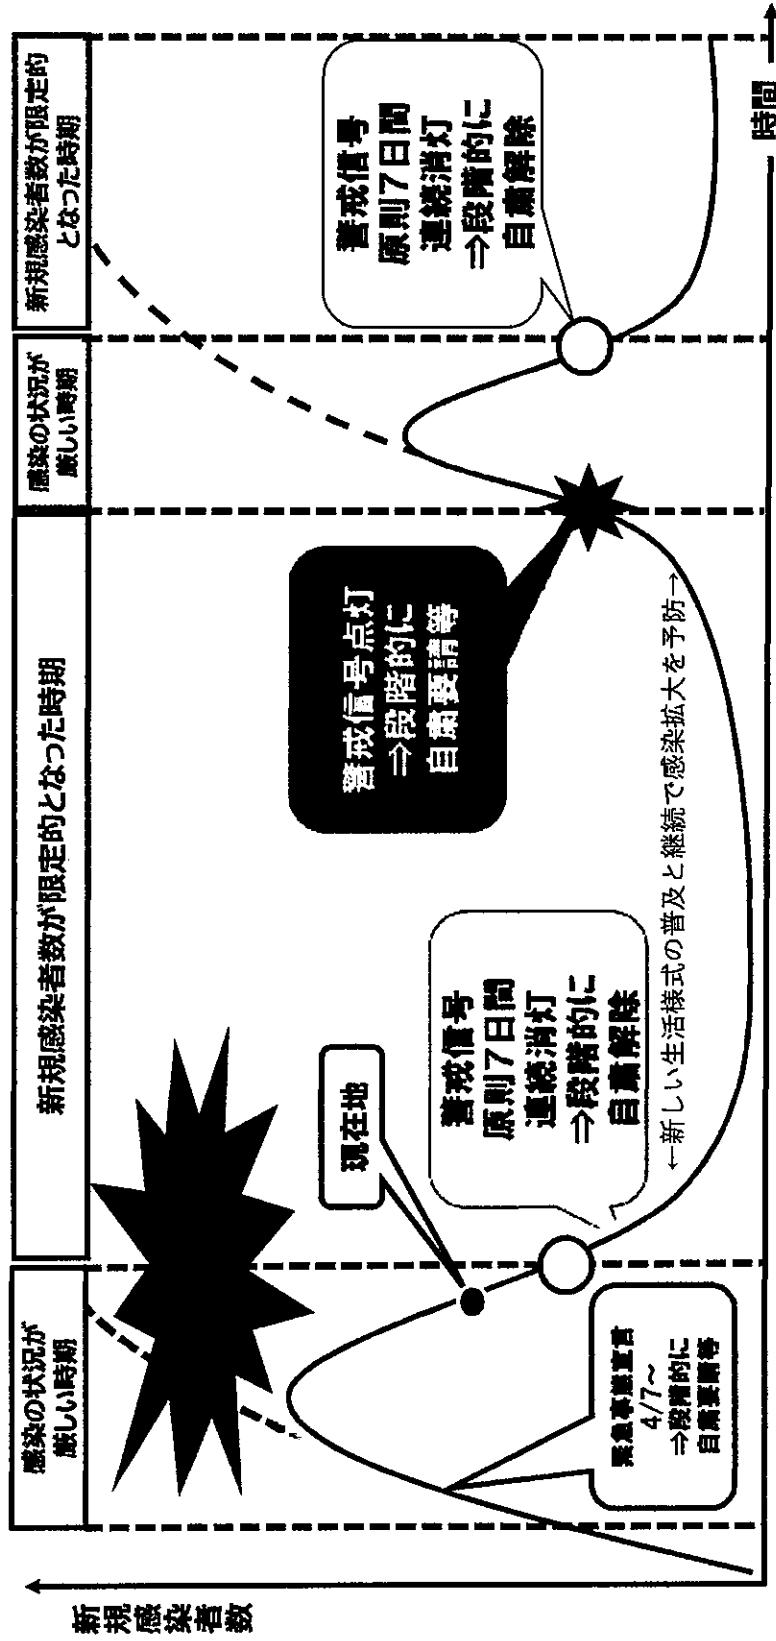 新規感染者数
感染の状況が
厳しい時期
新規感染者数が限定的となった時期
感染の状況が
厳しい時期
新規感染者数が限定的
となった時期
緊急事態宣言
4/7～
⇒段階的に
自粛要請等
現在地
警戒信号
原則7日間
連続消灯
⇒段階的に
自粛解除
←新しい生活様式の普及と継続で感染拡大を予防→
警戒信号点灯
⇒段階的に
自粛要請等
警戒信号
原則7日間
連続消灯
⇒段階的に
自粛解除
時間